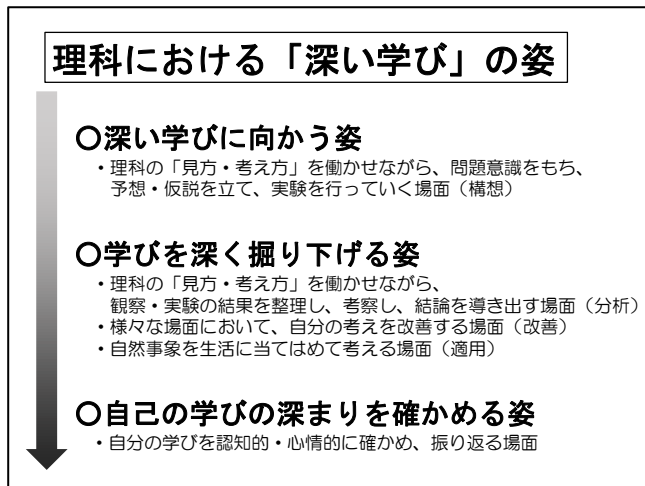 理科における「深い学び」の姿
○深い学びに向かう姿
・理科の「見方・考え方」を働かせながら、問題意識をもち、
予想・仮説を立て、実験を行っていく場面（構想）
○学びを深く掘り下げる姿
・理科の「見方・考え方」を働かせながら、
観察・実験の結果を整理し、考察し、結論を導き出す場面（分析）
・様々な場面において、自分の考えを改善する場面（改善）
・自然事象を生活に当てはめて考える場面（適用）
○自己の学びの深まりを確かめる姿
・自分の学びを認知的・心情的に確かめ、振り返る場面